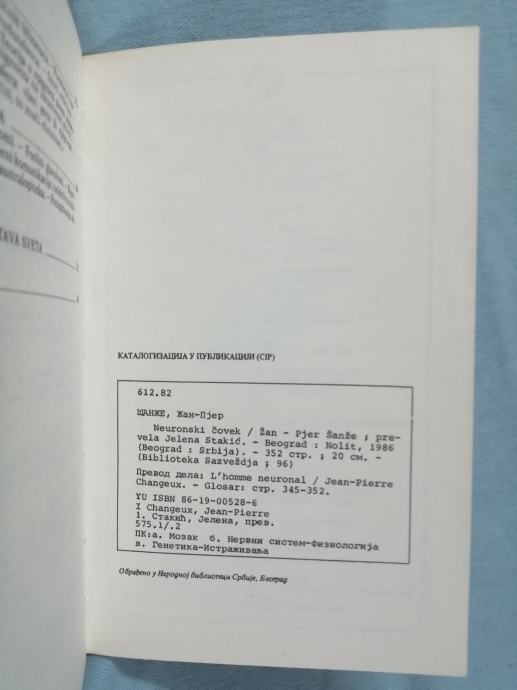 TAVA SVETA
КАТАЛОГИЗАЦИЈА У ПУБЛИКАЦИЈИ (CIP)
612.82
ШАНЖЕ, Жан-Пјер
Neuronski čovek / Žan - Pjer Šanže ; pre-
vela Jelena Stakić. - Beograd : Nolit, 1986
(Beograd : Srbija). - 352 стр. ; 20 см. -
(Biblioteka Sazvežđa ; 96)
Превод дела: L'homme neuronal / Jean-Pierre
Changeux. - Glosar: стр. 345-352.
YU ISBN 86-19-00528-6
I Changeux, Jean-Pierre
1. Стакић, Јелена, прев.
575.1/.2
ПК:а. Мозак б. Нервни систем-Физиологија
в. Генетика-Истраживања
Обрађено у Народној библиотеци Србије, Београд